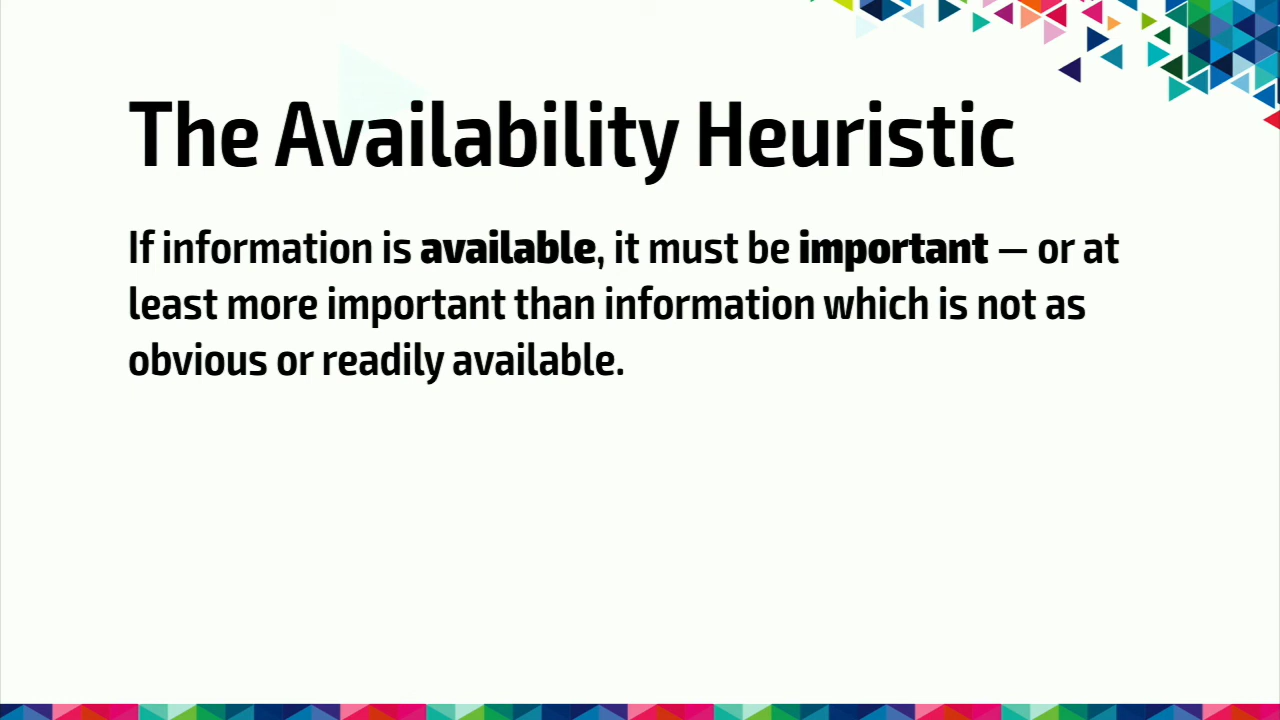 The Availability Heuristic
If information is available, it must be important — or at
least more important than information which is not as
obvious or readily available.